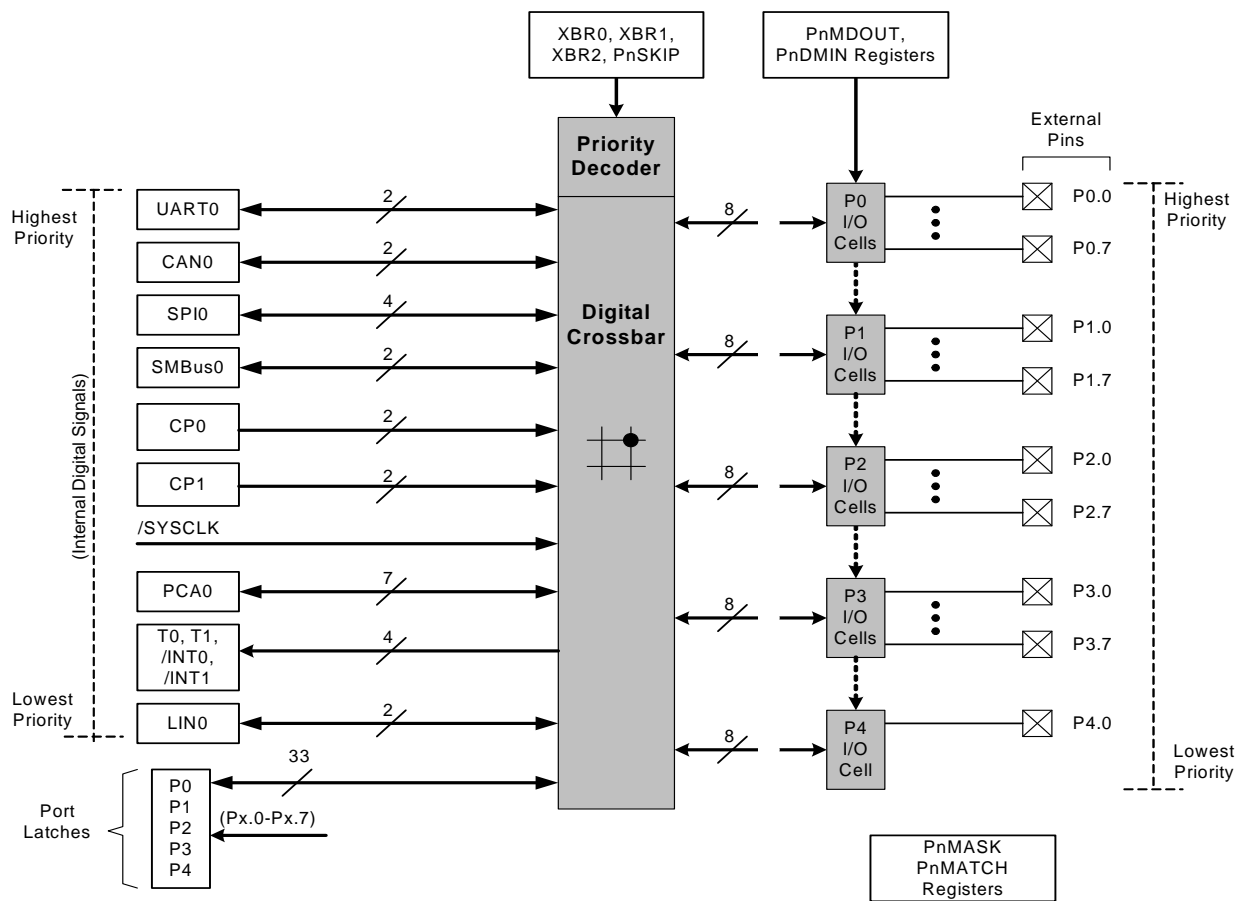 XBR0, XBR1,
XBR2, PnSKIP
PnMDOUT,
PnDMIN Registers
External
Pins
Priority
Decoder
Digital
Crossbar
Highest
Priority
(Internal Digital Signals)
Lowest
Priority
UART0
2
CAN0
2
SPI0
4
SMBus0
2
CP0
2
CP1
2
/SYSCLK
PCA0
7
T0, T1,
/INT0,
/INT1
4
LIN0
2
33
Port
Latches
P0
P1
P2
P3
P4
(Px.0-Px.7)
8
P0
I/O
Cells
P0.0
P0.7
8
P1
I/O
Cells
P1.0
P1.7
8
P2
I/O
Cells
P2.0
P2.7
8
P3
I/O
Cells
P3.0
P3.7
8
P4
I/O
Cell
P4.0
Highest
Priority
Lowest
Priority
PnMASK
PnMATCH
Registers